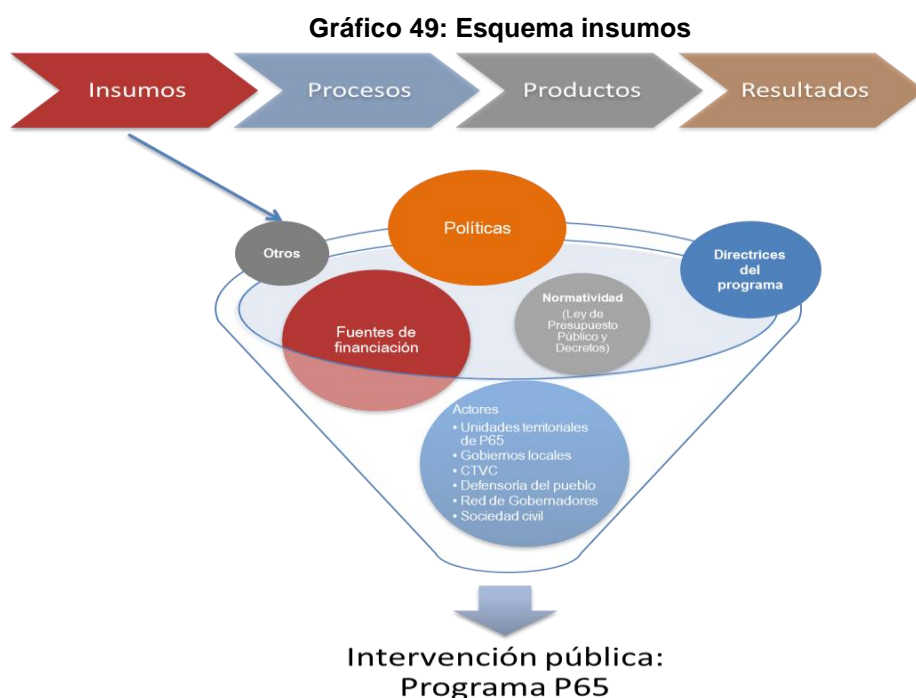 Gráfico 49: Esquema insumos
Insumos
Procesos
Productos
Resultados
Otros
Políticas
Directrices
del
programa
Fuentes de
financiación
Normatividad
(Ley de
Presupuesto
Público y
Decretos)
Actores
• Unidades territoriales
de P65
• Gobiernos locales
• CTVC
• Defensoría del pueblo
• Red de Gobernadores
• Sociedad civil
Intervención pública:
Programa P65